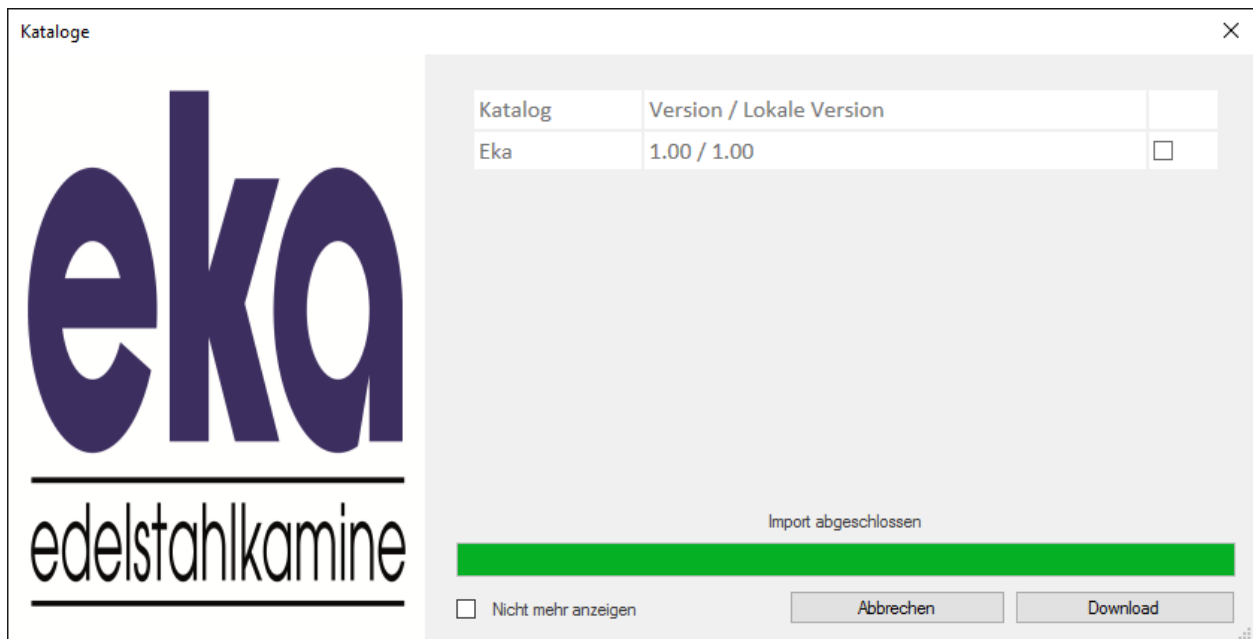 Kataloge
eka
edelstahlkamine
Katalog Version / Lokale Version
Eka 1.00 / 1.00
Import abgeschlossen
Nicht mehr anzeigen Abbrechen Download